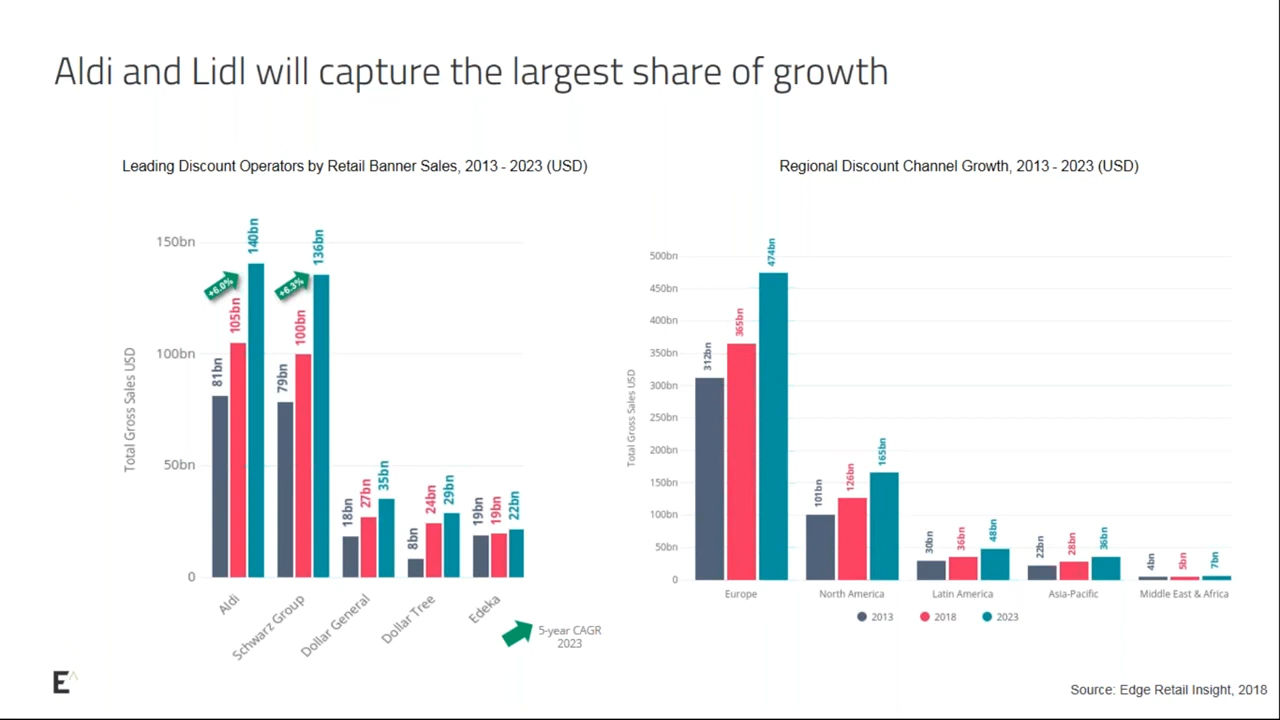 Aldi and Lidl will capture the largest share of growth
Leading Discount Operators by Retail Banner Sales, 2013 - 2023 (USD)
Total Gross Sales USD
150bn
100bn
50bn
0
81bn
105bn
140bn
+6.0%
79bn
100bn
136bn
+6.3%
18bn
27bn
35bn
8bn
24bn
29bn
19bn
19bn
22bn
Aldi
Schwarz Group
Dollar General
Dollar Tree
Edeka
5-year CAGR
2023
Regional Discount Channel Growth, 2013 - 2023 (USD)
Total Gross Sales USD
500bn
450bn
400bn
350bn
300bn
250bn
200bn
150bn
100bn
50bn
0
312bn
365bn
474bn
101bn
126bn
165bn
30bn
36bn
48bn
22bn
28bn
36bn
4bn
5bn
7bn
Europe
North America
Latin America
Asia-Pacific
Middle East & Africa
2013
2018
2023
E^
Source: Edge Retail Insight, 2018